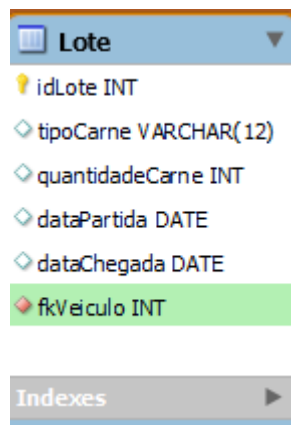 Lote
idLote INT
tipoCarne VARCHAR(12)
quantidadeCarne INT
dataPartida DATE
dataChegada DATE
fkVeiculo INT
Indexes